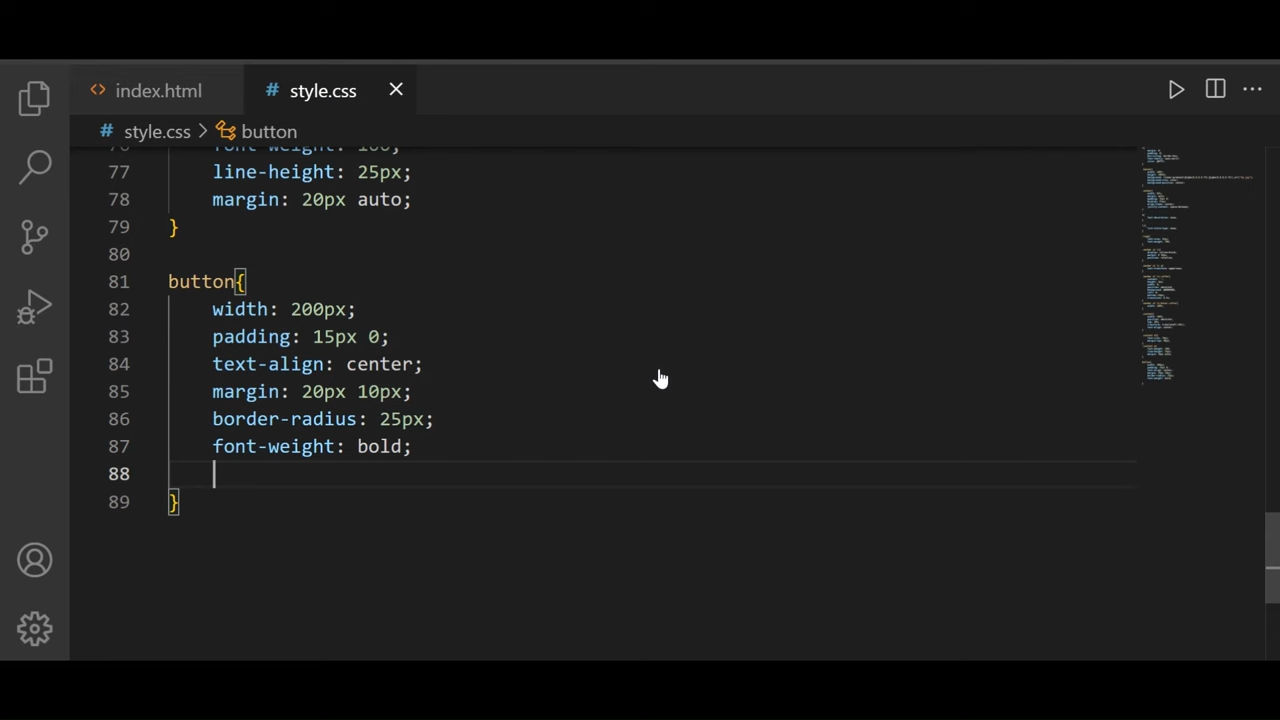 index.html
style.css
style.css
button
76 font-weight: 100;
77 line-height: 25px;
78 margin: 20px auto;
79 }
80
81 button{
82 width: 200px;
83 padding: 15px 0;
84 text-align: center;
85 margin: 20px 10px;
86 border-radius: 25px;
87 font-weight: bold;
88
89 }